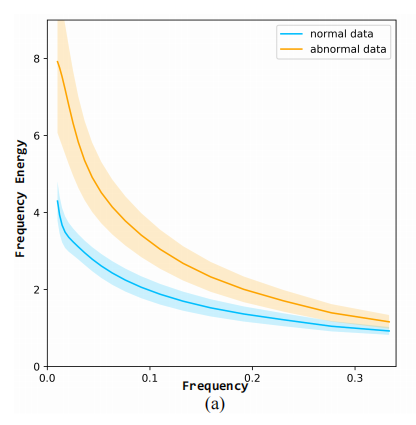 normal data
abnormal data
Frequency Energy
8
6
4
2
0
0.0 0.1 0.2 0.3
Frequency
(a)